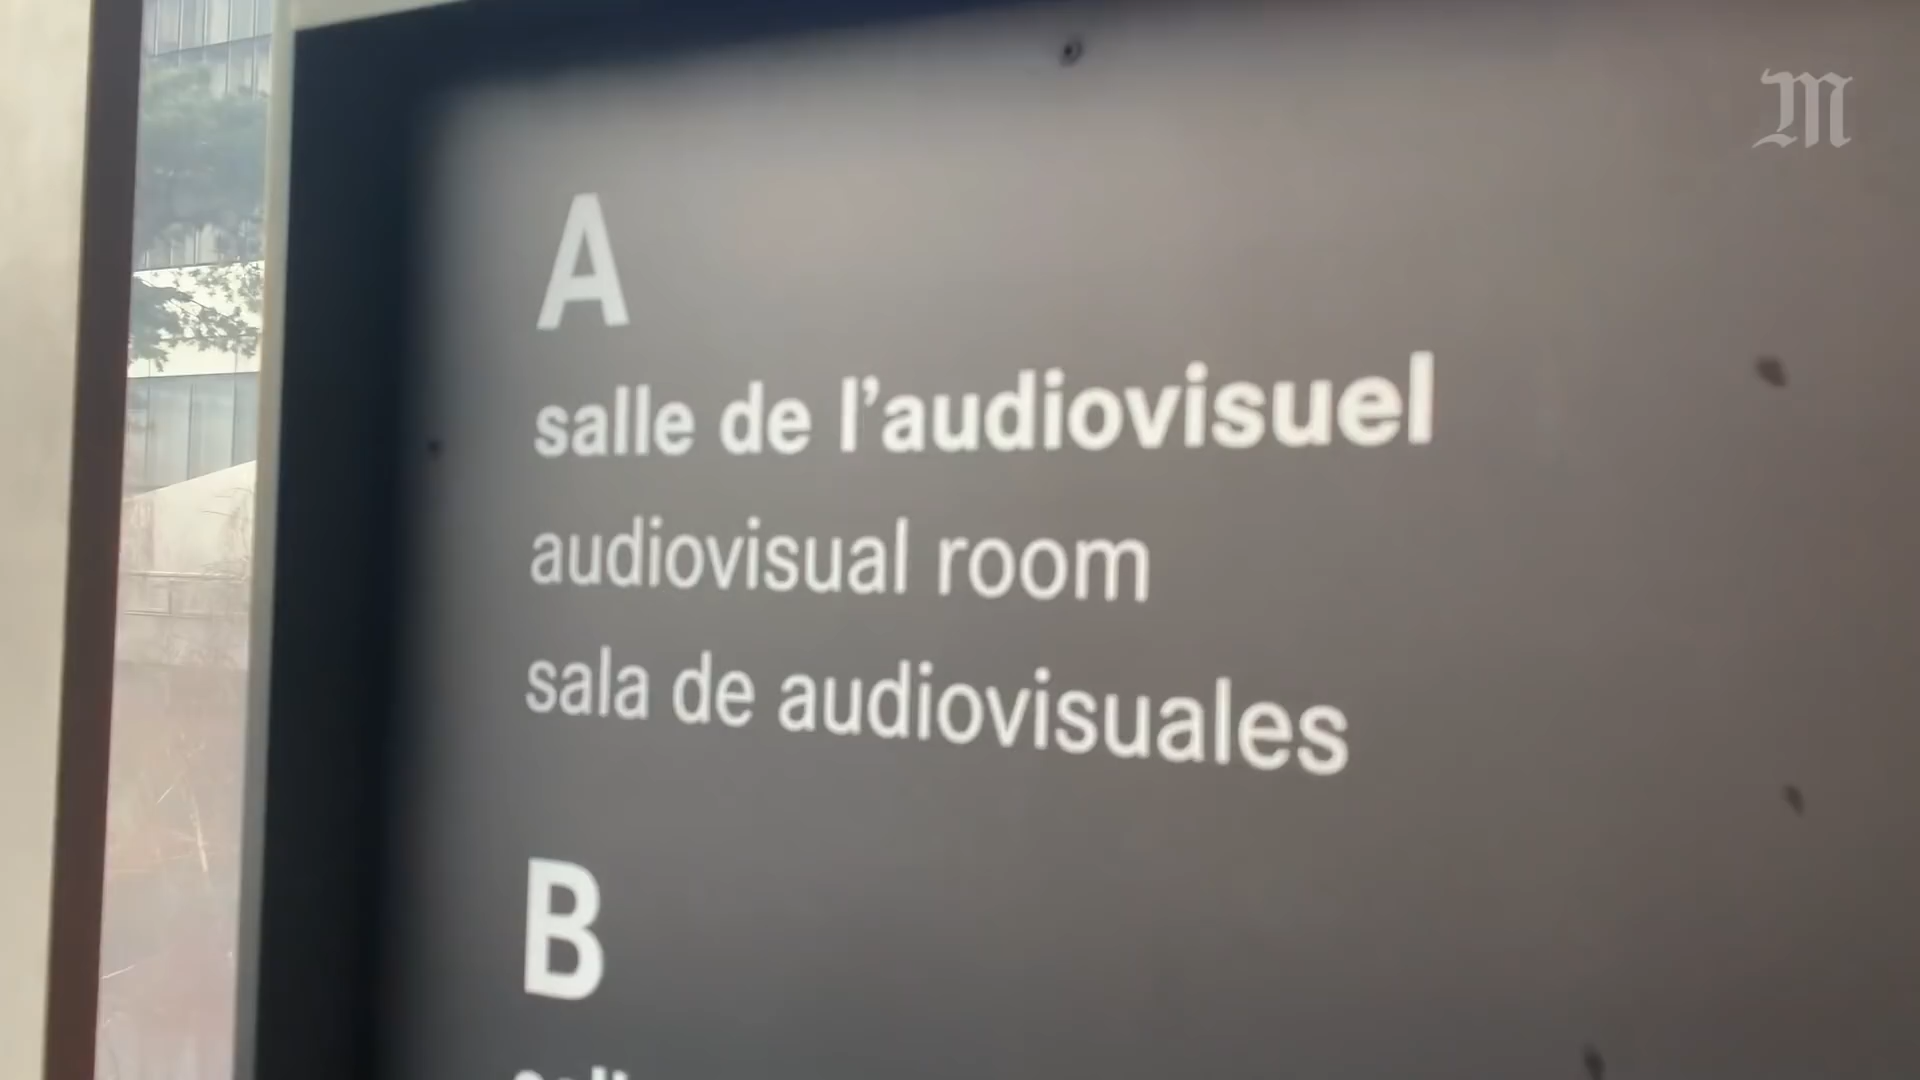 M
A
salle de l’audiovisuel
audiovisual room
sala de audiovisuales
B